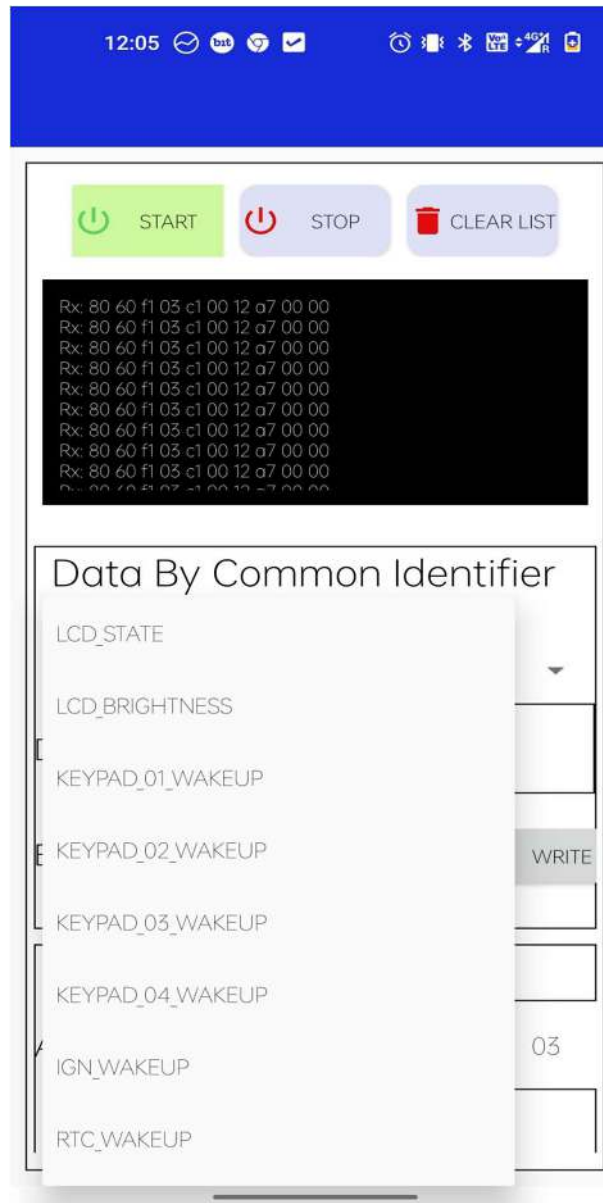 12:05 bit Vo LTE 4G R
START STOP CLEAR LIST
Rx: 80 60 f1 03 c1 00 12 a7 00 00
Rx: 80 60 f1 03 c1 00 12 a7 00 00
Rx: 80 60 f1 03 c1 00 12 a7 00 00
Rx: 80 60 f1 03 c1 00 12 a7 00 00
Rx: 80 60 f1 03 c1 00 12 a7 00 00
Rx: 80 60 f1 03 c1 00 12 a7 00 00
Rx: 80 60 f1 03 c1 00 12 a7 00 00
Rx: 80 60 f1 03 c1 00 12 a7 00 00
Rx: 80 60 f1 03 c1 00 12 a7 00 00
Data By Common Identifier
LCD_STATE
LCD_BRIGHTNESS
KEYPAD_01_WAKEUP
KEYPAD_02_WAKEUP
WRITE
KEYPAD_03_WAKEUP
KEYPAD_04_WAKEUP
03
IGN_WAKEUP
RTC_WAKEUP